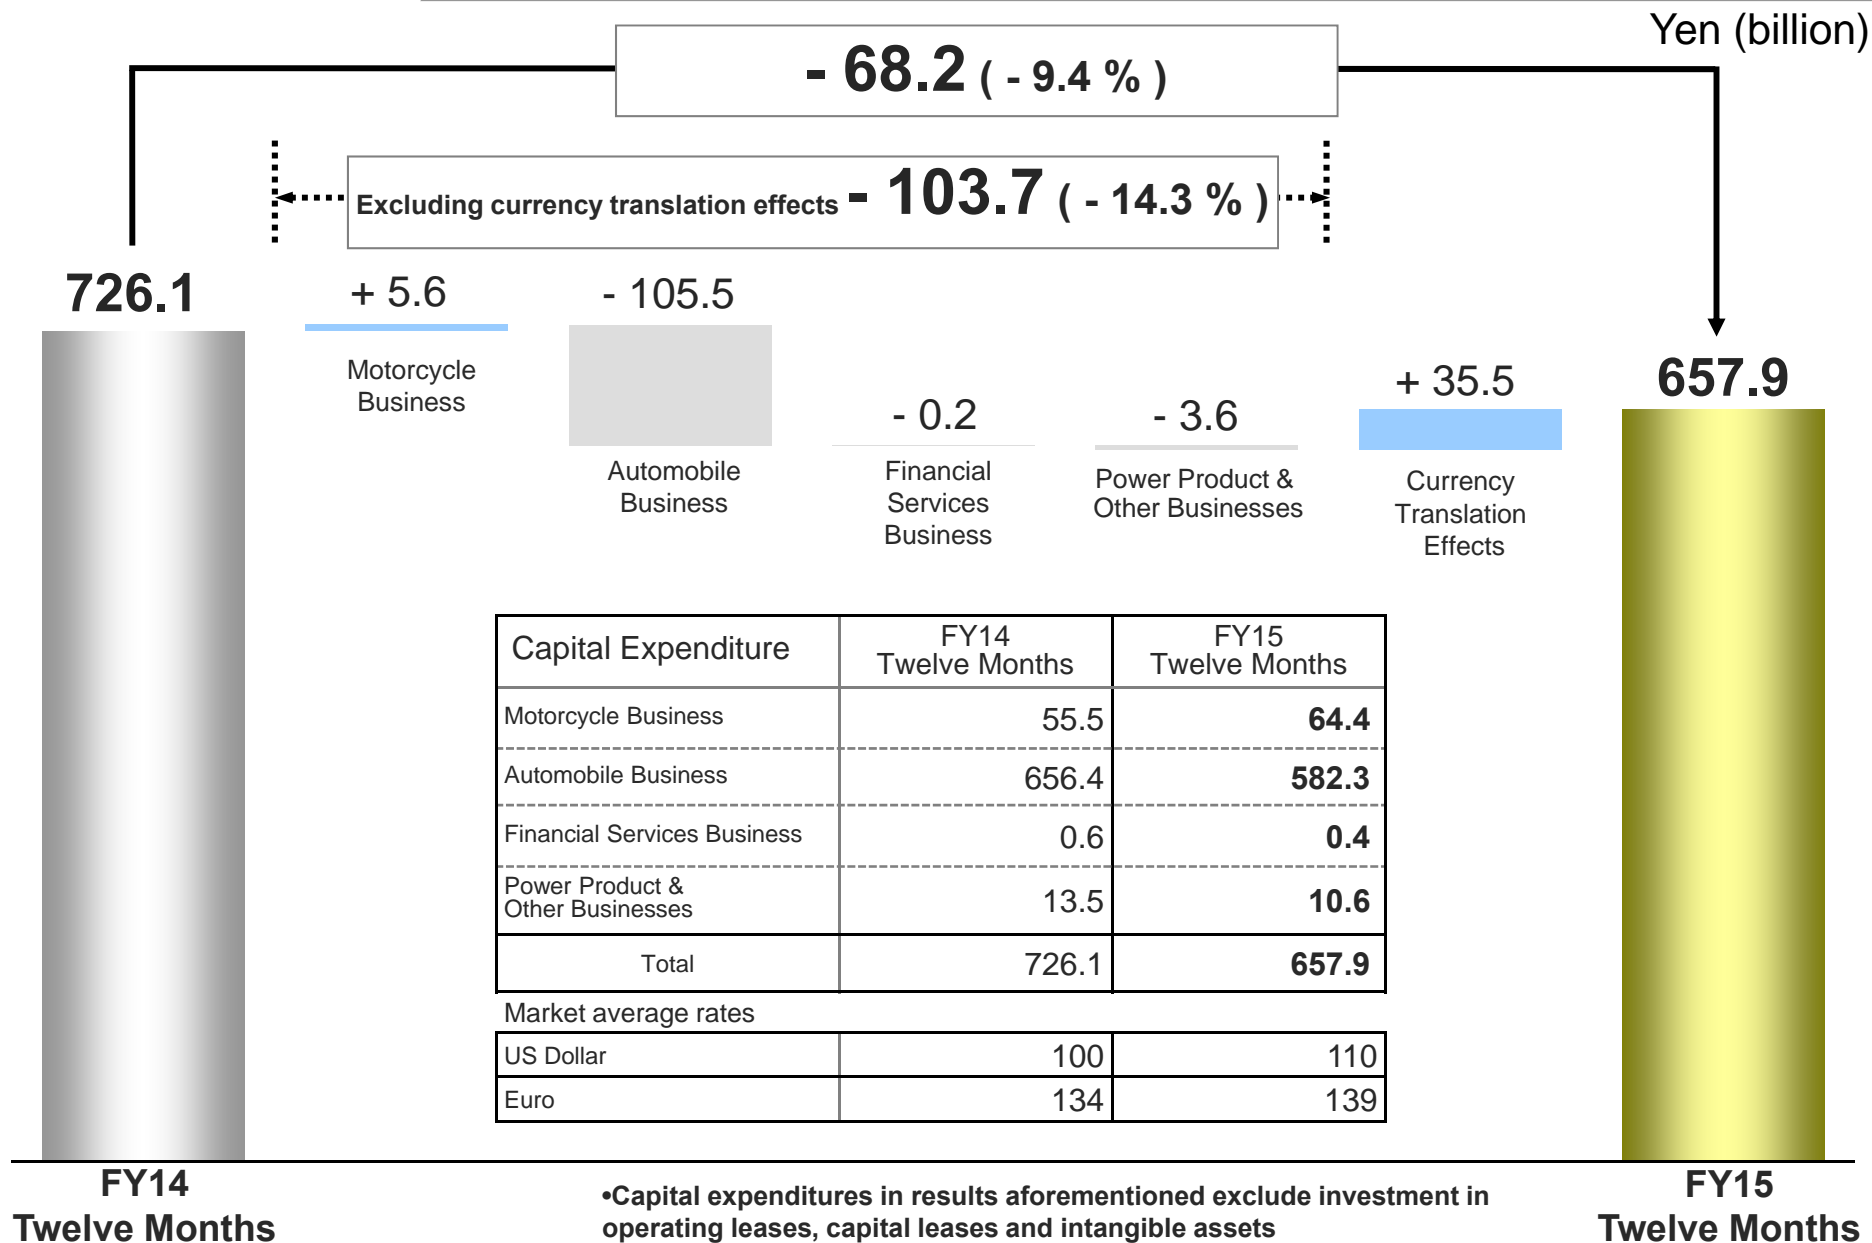 Yen (billion)
- 68.2 ( - 9.4 % )
Excluding currency translation effects - 103.7 ( - 14.3 % )
726.1
+ 5.6
- 105.5
Motorcycle
Business
- 0.2
- 3.6
+ 35.5
657.9
Automobile
Business
Financial
Services
Business
Power Product &
Other Businesses
Currency
Translation
Effects
Capital Expenditure
FY14
Twelve Months
FY15
Twelve Months
Motorcycle Business 55.5 64.4
Automobile Business 656.4 582.3
Financial Services Business 0.6 0.4
Power Product &
Other Businesses 13.5 10.6
Total 726.1 657.9
Market average rates
US Dollar 100 110
Euro 134 139
FY14
Twelve Months
•Capital expenditures in results aforementioned exclude investment in
operating leases, capital leases and intangible assets
FY15
Twelve Months